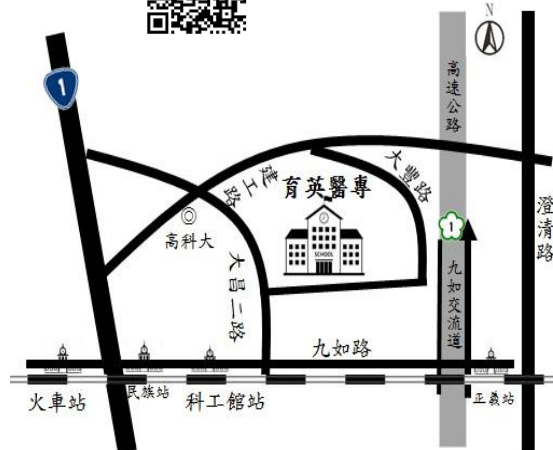 N
1
高速公路
大豐路
建工路
育英醫專
SCHOOL
1
澄清路
高科大
大昌二路
九如交流道
九如路
火車站
民族站
科工館站
正義站